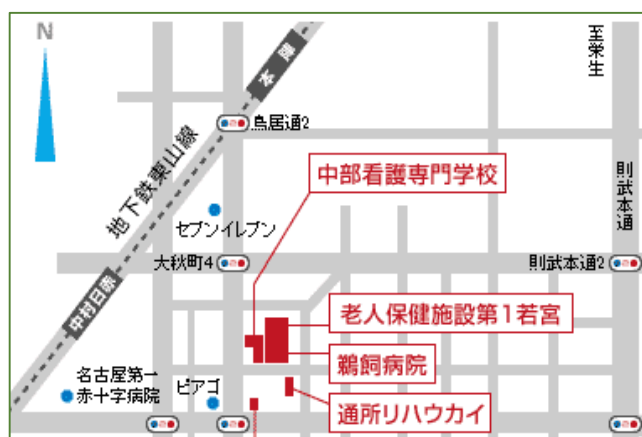 N
本陣
至栄生
鳥居通2
地下鉄東山線
中部看護専門学校
則武本通
セブンイレブン
大秋町4
則武本通2
中村日赤
老人保健施設第1若宮
鵜飼病院
名古屋第一
赤十字病院
ピアゴ
通所リハウカイ